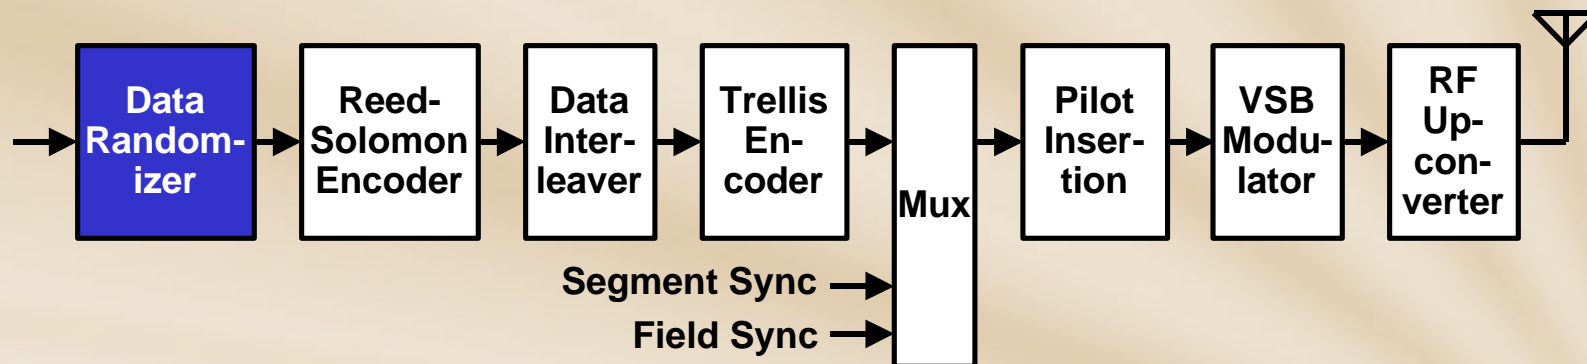 Data
Random-
izer
Reed-
Solomon
Encoder
Data
Inter-
leaver
Trellis
En-
coder
Mux
Pilot
Inser-
tion
VSB
Modu-
lator
RF
Up-
con-
verter
Segment Sync
Field Sync